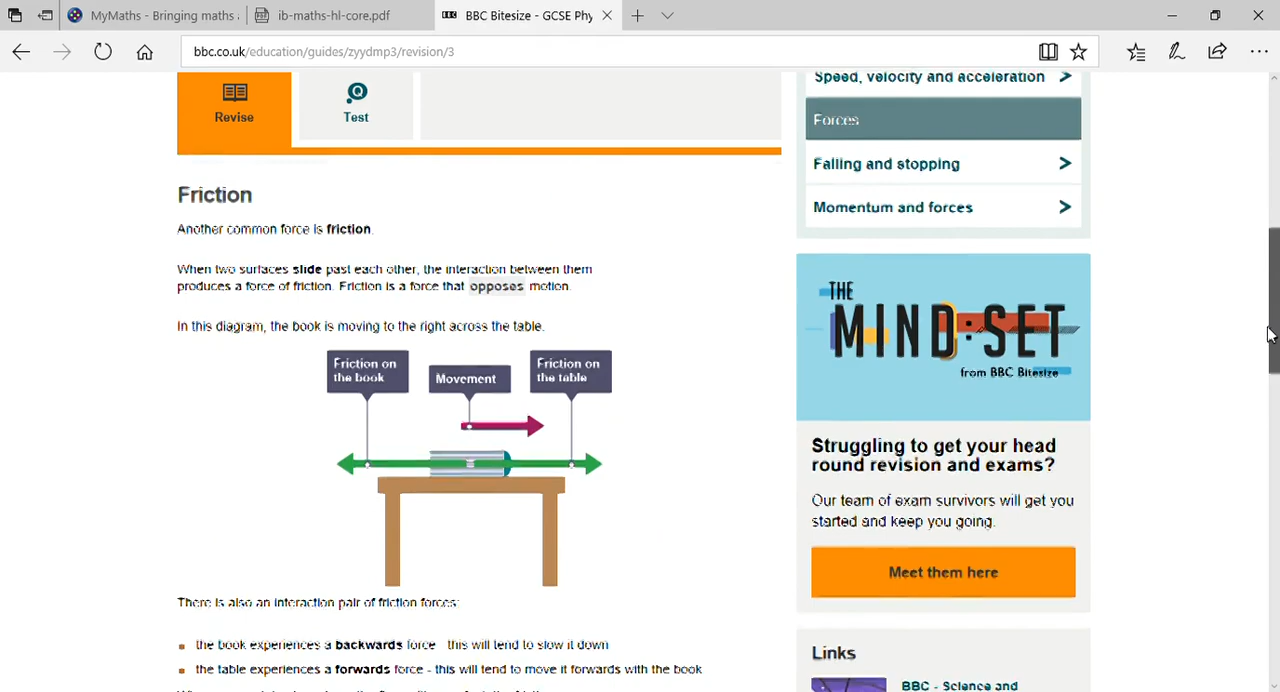 MyMaths - Bringing maths
ib-maths-hl-core.pdf
BBC Bitesize - GCSE Phy
bbc.co.uk/education/guides/zyydmp3/revision/3
Revise
Test
Friction
Another common force is friction.
When two surfaces slide past each other, the interaction between them
produces a force of friction. Friction is a force that opposes motion.
In this diagram, the book is moving to the right across the table.
Friction on
the book
Movement
Friction on
the table
There is also an interaction pair of friction forces:
the book experiences a backwards force - this will tend to slow it down
the table experiences a forwards force - this will tend to move it forwards with the book
Speed, velocity and acceleration
Forces
Falling and stopping
Momentum and forces
THE
MIND·SET
from BBC Bitesize
Struggling to get your head
round revision and exams?
Our team of exam survivors will get you
started and keep you going.
Meet them here
Links
BBC - Science and